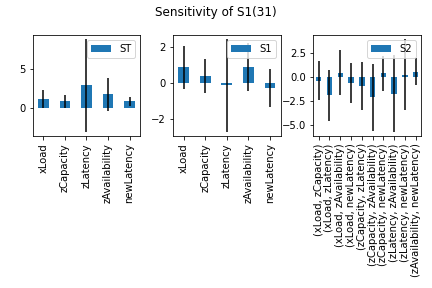 Sensitivity of S1(31)
ST
5
0
xLoad
zCapacity
zLatency
zAvailability
newLatency
S1
2
0
−2
xLoad
zCapacity
zLatency
zAvailability
newLatency
S2
2.5
0.0
−2.5
−5.0
(xLoad, zCapacity)
(xLoad, zLatency)
(xLoad, zAvailability)
(xLoad, newLatency)
(zCapacity, zLatency)
(zCapacity, zAvailability)
(zCapacity, newLatency)
(zLatency, zAvailability)
(zLatency, newLatency)
(zAvailability, newLatency)